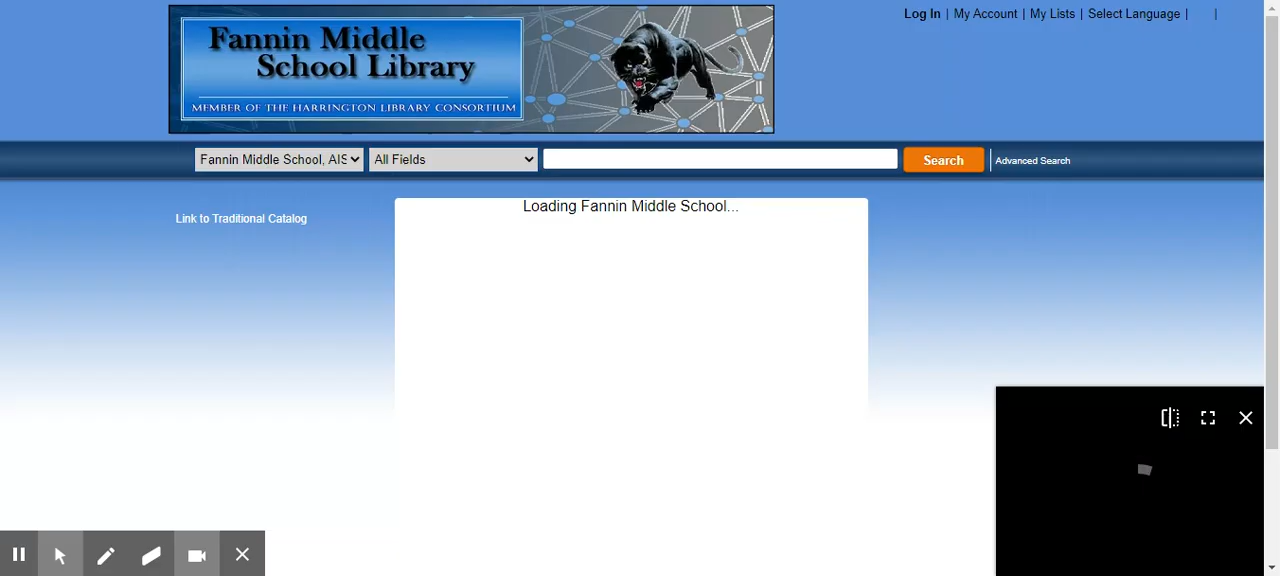 Fannin Middle
School Library
MEMBER OF THE HARRINGTON LIBRARY CONSORTIUM
Log In | My Account | My Lists | Select Language | |
Fannin Middle School, AIS All Fields Search Advanced Search
Link to Traditional Catalog
Loading Fannin Middle School...